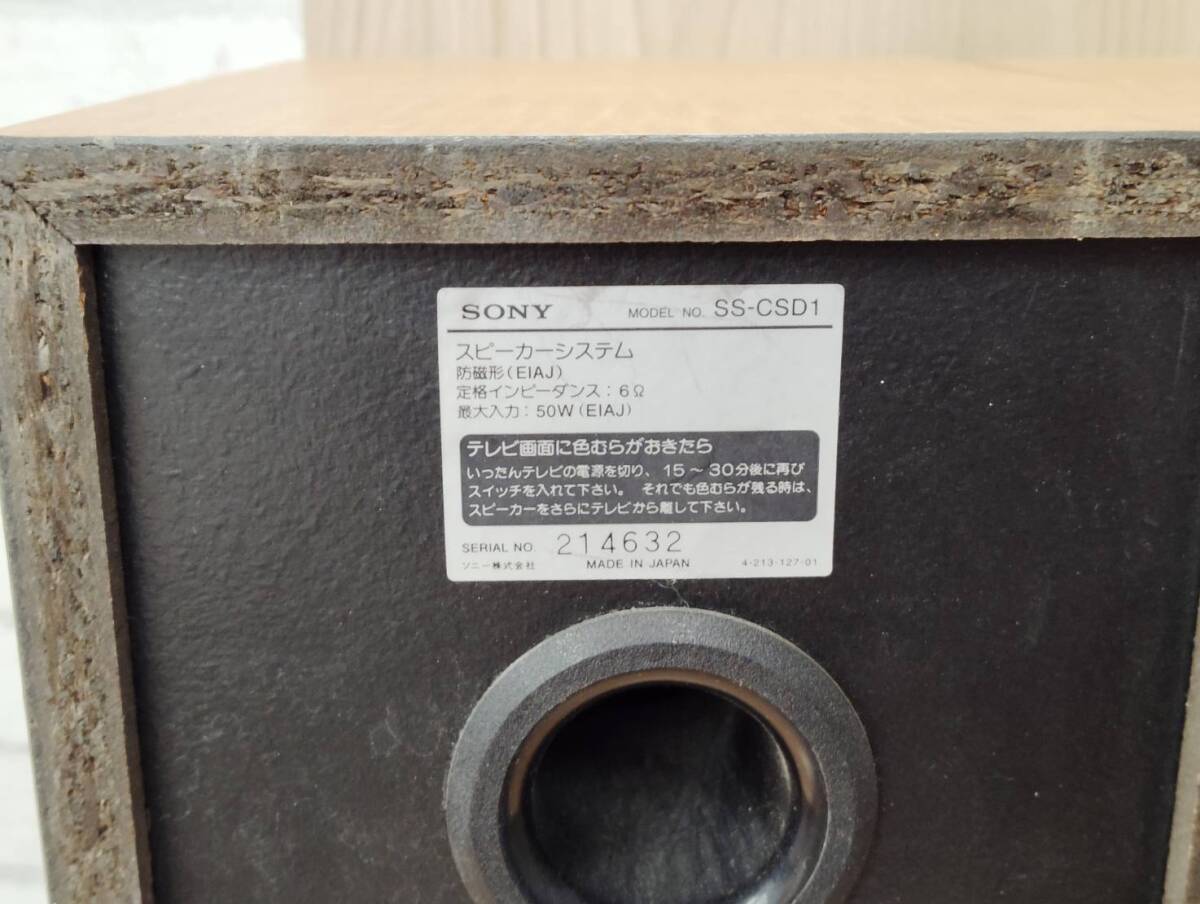 SONY MODEL NO. SS-CSD1
スピーカーシステム
防磁形(EIAJ)
定格インピーダンス：6Ω
最大入力：50W(EIAJ)
テレビ画面に色むらがおきたら
いったんテレビの電源を切り、15～30分後に再び
スイッチを入れて下さい。 それでも色むらが残る時は、
スピーカーをさらにテレビから離して下さい。
SERIAL NO. 214632
ソニー株式会社 MADE IN JAPAN 4-213-127-01